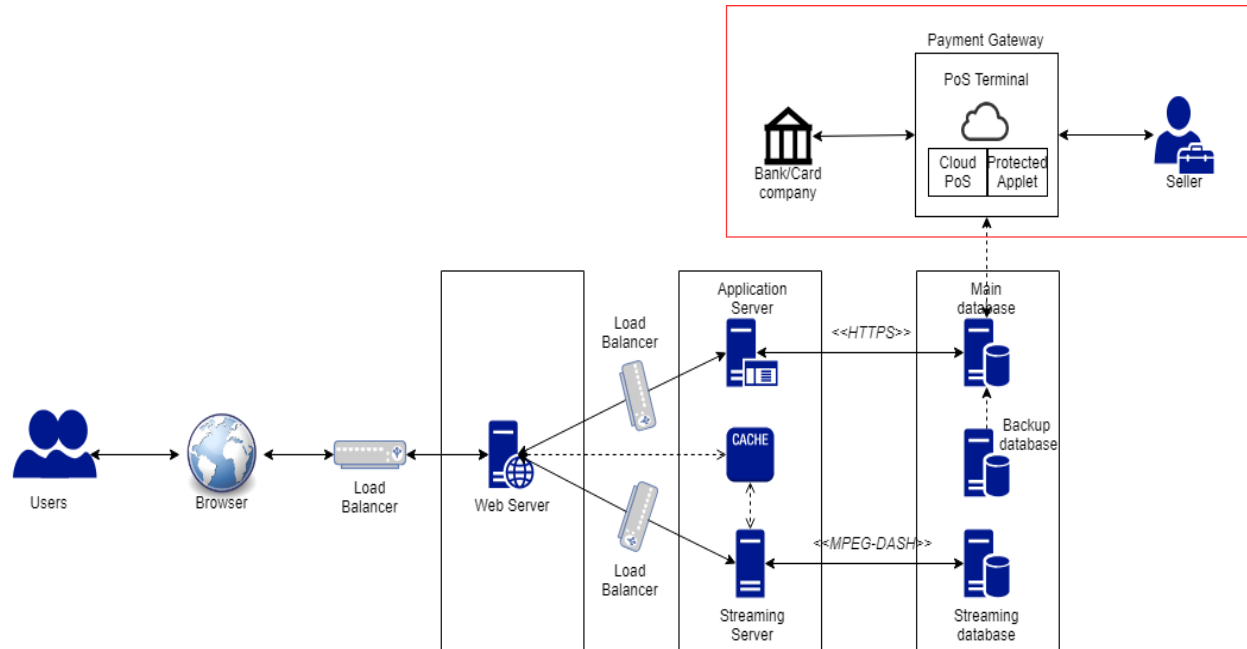 Payment Gateway
PoS Terminal
Cloud
PoS
Protected
Applet
Bank/Card
company
Seller
Application
Server
Main
database
Load
Balancer
<<HTTPS>>
CACHE
Backup
database
Users
Browser
Load
Balancer
Web Server
<<MPEG-DASH>>
Load
Balancer
Streaming
Server
Streaming
database